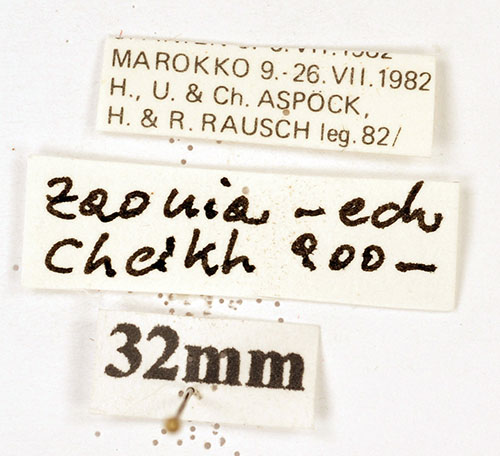 MAROKKO 9.-26.VII.1982
H., U. & Ch. ASPÖCK,
H. & R. RAUSCH leg. 82/
Zaouia - ech
Cheikh 900-
32mm